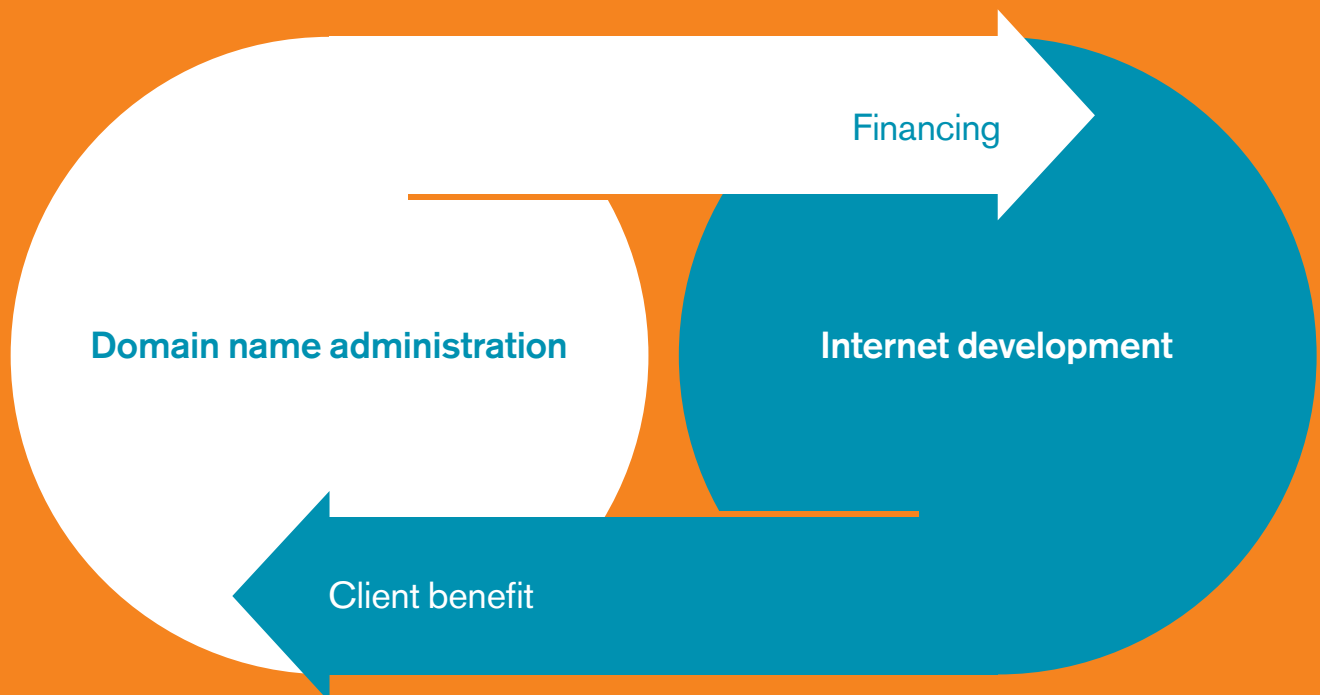 Financing
Domain name administration
Internet development
Client benefit